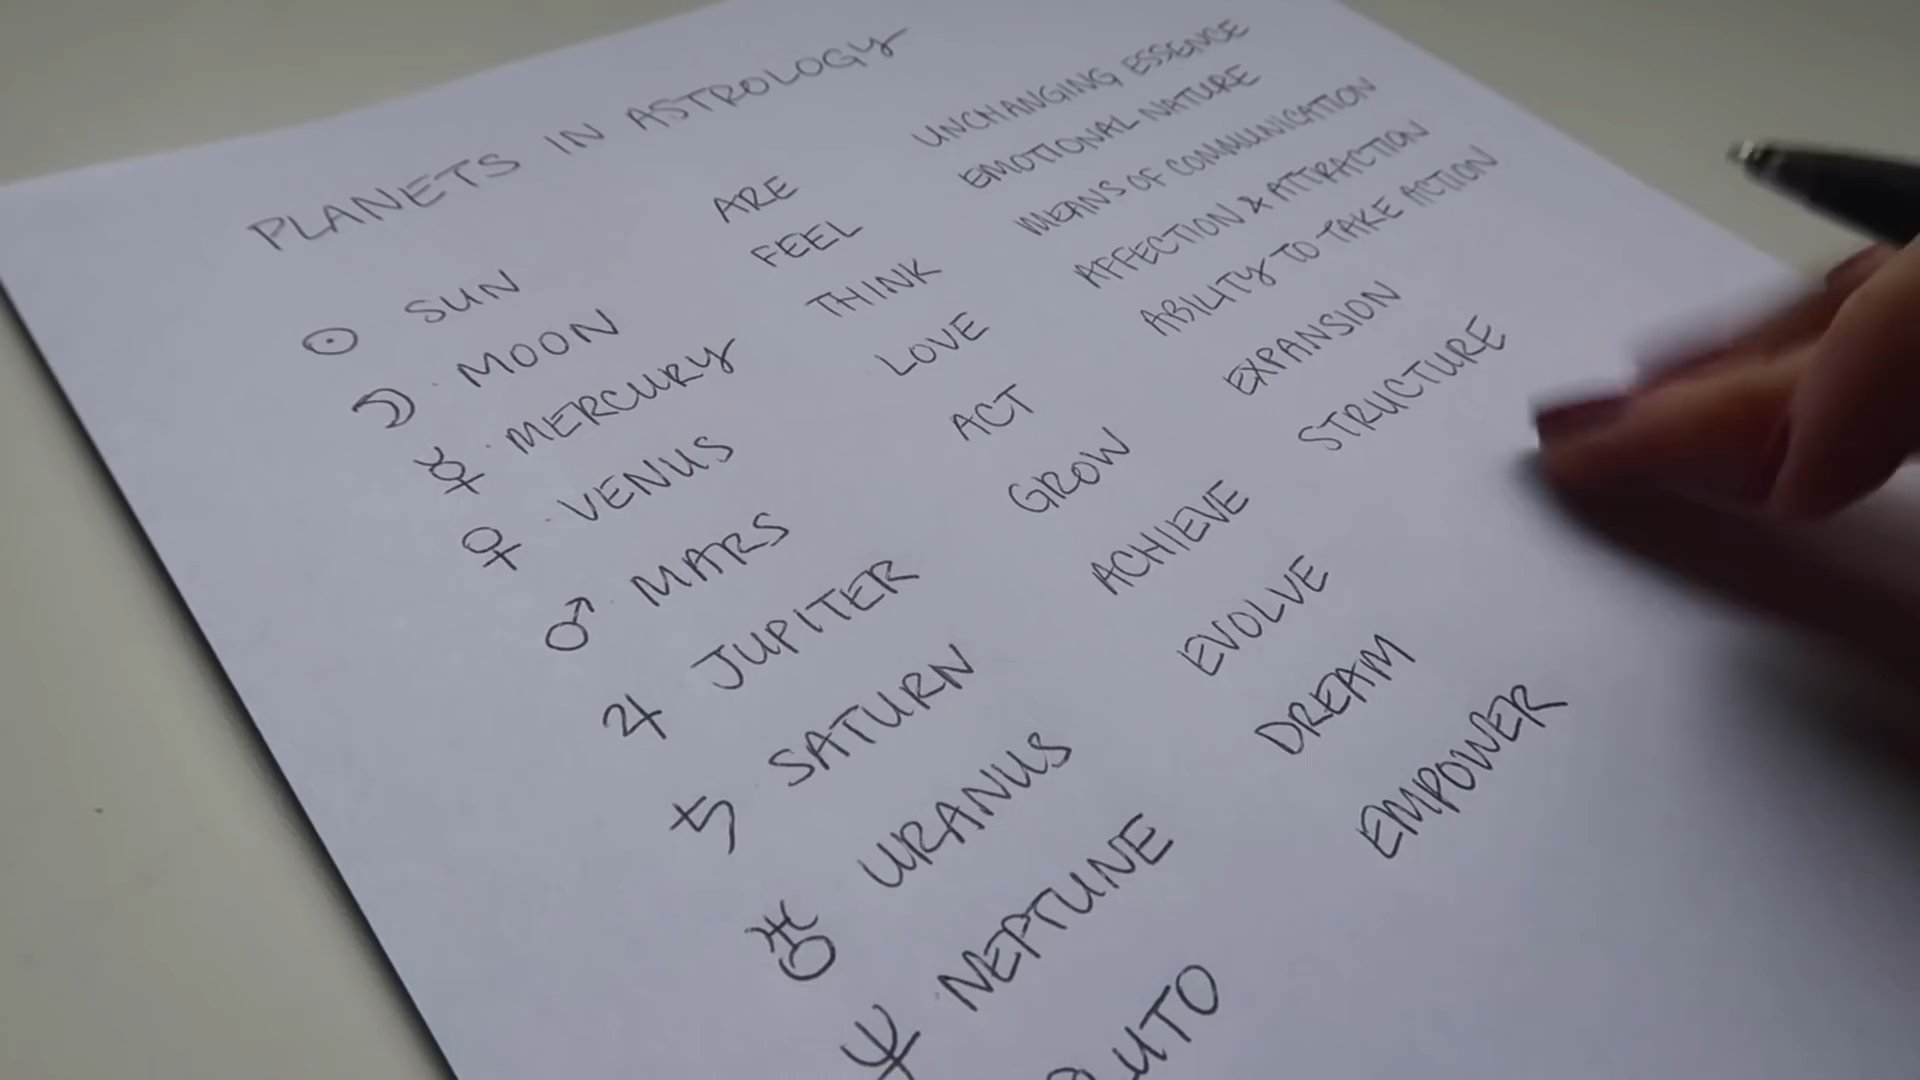 PLANETS IN ASTROLOGY
☉ SUN ARE UNCHANGING ESSENCE
☽ MOON FEEL EMOTIONAL NATURE
☿ MERCURY THINK MEANS OF COMMUNICATION
♀ VENUS LOVE AFFECTION & ATTRACTION
♂ MARS ACT ABILITY TO TAKE ACTION
♃ JUPITER GROW EXPANSION
♄ SATURN ACHIEVE STRUCTURE
♅ URANUS EVOLVE
♆ NEPTUNE DREAM
PLUTO EMPOWER